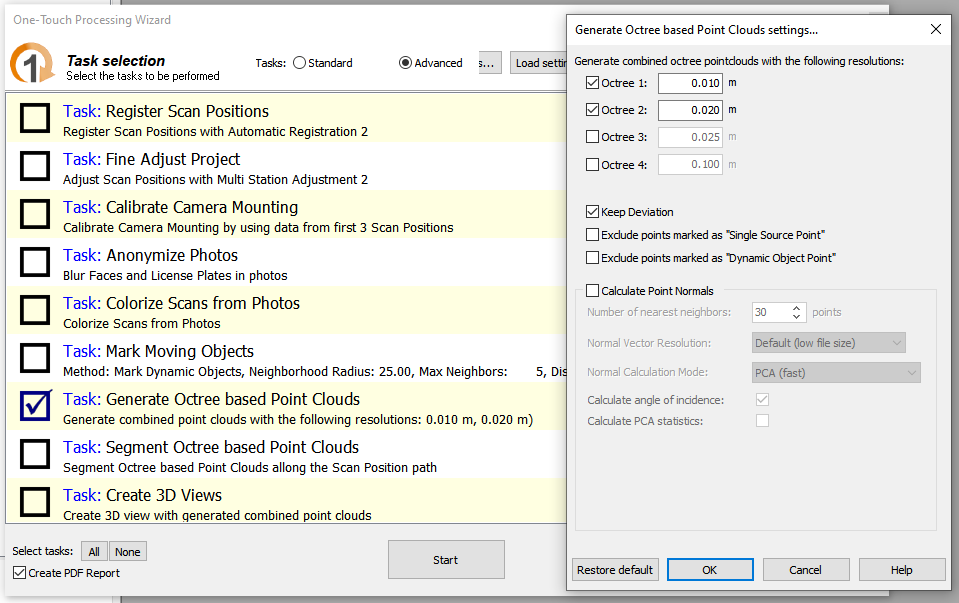 One-Touch Processing Wizard
1
Task selection
Select the tasks to be performed
Tasks: Standard Advanced s... Load settin
Task: Register Scan Positions
Register Scan Positions with Automatic Registration 2
Task: Fine Adjust Project
Adjust Scan Positions with Multi Station Adjustment 2
Task: Calibrate Camera Mounting
Calibrate Camera Mounting by using data from first 3 Scan Positions
Task: Anonymize Photos
Blur Faces and License Plates in photos
Task: Colorize Scans from Photos
Colorize Scans from Photos
Task: Mark Moving Objects
Method: Mark Dynamic Objects, Neighborhood Radius: 25.00, Max Neighbors: 5, Dis
Task: Generate Octree based Point Clouds
Generate combined point clouds with the following resolutions: 0.010 m, 0.020 m)
Task: Segment Octree based Point Clouds
Segment Octree based Point Clouds allong the Scan Position path
Task: Create 3D Views
Create 3D view with generated combined point clouds
Select tasks: All None
Create PDF Report
Start
Generate Octree based Point Clouds settings...
Generate combined octree pointclouds with the following resolutions:
Octree 1: 0.010 m
Octree 2: 0.020 m
Octree 3: 0.025 m
Octree 4: 0.100 m
Keep Deviation
Exclude points marked as "Single Source Point"
Exclude points marked as "Dynamic Object Point"
Calculate Point Normals
Number of nearest neighbors: 30 points
Normal Vector Resolution: Default (low file size)
Normal Calculation Mode: PCA (fast)
Calculate angle of incidence:
Calculate PCA statistics:
Restore default OK Cancel Help